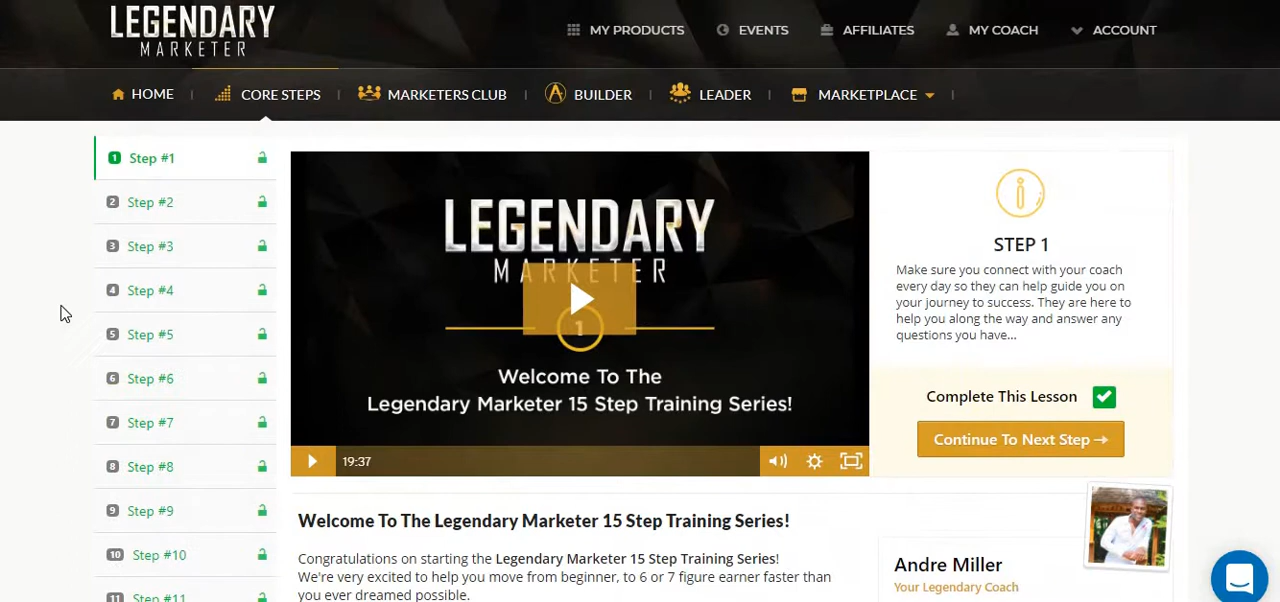 LEGENDARY
MARKETER
MY PRODUCTS
EVENTS
AFFILIATES
MY COACH
ACCOUNT
HOME
CORE STEPS
MARKETERS CLUB
BUILDER
LEADER
MARKETPLACE
1 Step #1
2 Step #2
3 Step #3
4 Step #4
5 Step #5
6 Step #6
7 Step #7
8 Step #8
9 Step #9
10 Step #10
11 Step #11
LEGENDARY
MARKETER
1
Welcome To The
Legendary Marketer 15 Step Training Series!
19:37
STEP 1
Make sure you connect with your coach
every day so they can help guide you on
your journey to success. They are here to
help you along the way and answer any
questions you have...
Complete This Lesson
Continue To Next Step →
Welcome To The Legendary Marketer 15 Step Training Series!
Congratulations on starting the Legendary Marketer 15 Step Training Series!
We're very excited to help you move from beginner, to 6 or 7 figure earner faster than
you ever dreamed possible.
Andre Miller
Your Legendary Coach